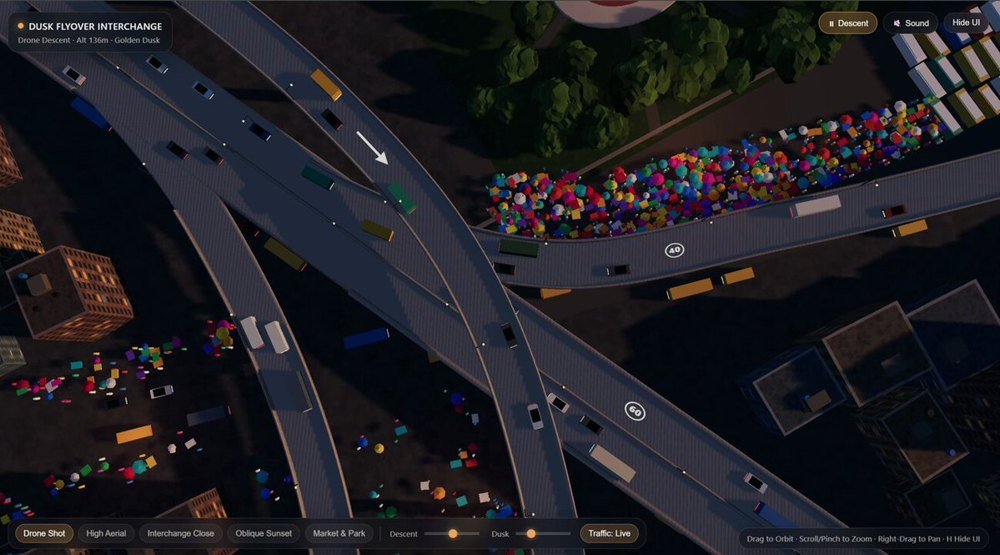 DUSK FLYOVER INTERCHANGE
Drone Descent · Alt 136m · Golden Dusk
Descent
Sound
Hide UI
40
60
Drone Shot
High Aerial
Interchange Close
Oblique Sunset
Market & Park
Descent
Dusk
Traffic: Live
Drag to Orbit · Scroll/Pinch to Zoom · Right-Drag to Pan · H Hide UI